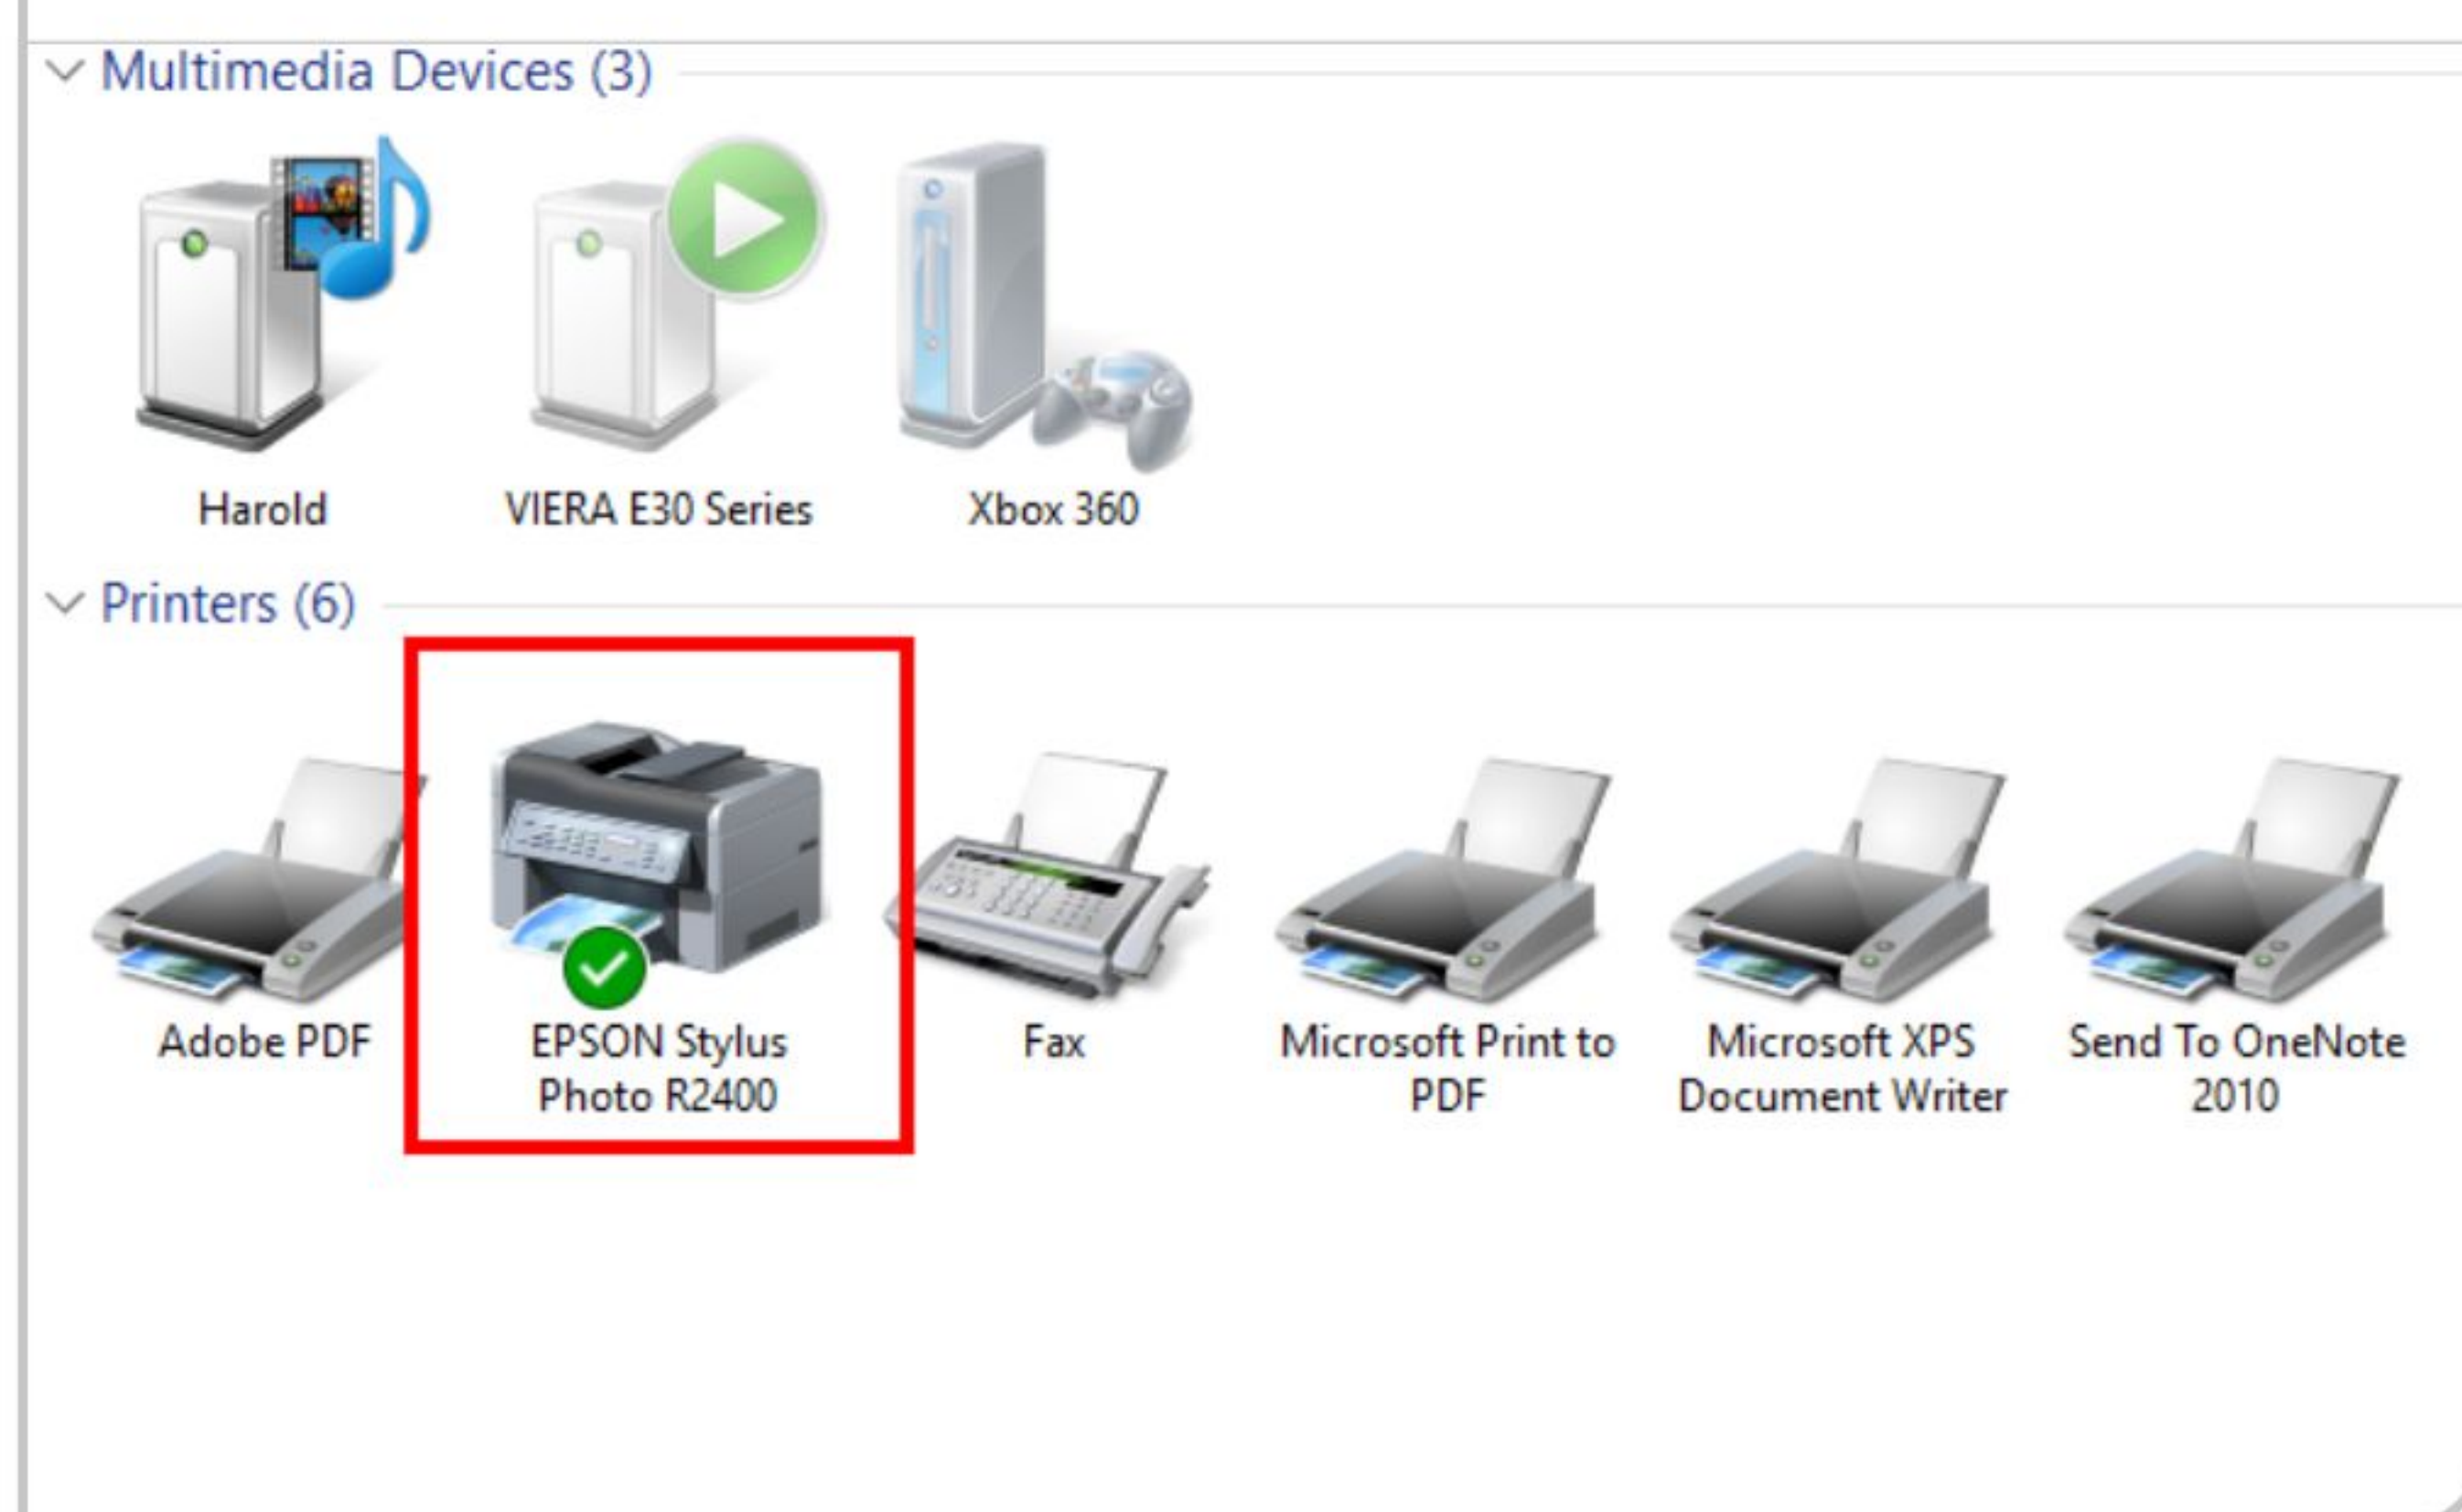 Multimedia Devices (3)
Harold
VIERA E30 Series
Xbox 360
Printers (6)
Adobe PDF
EPSON Stylus
Photo R2400
Fax
Microsoft Print to
PDF
Microsoft XPS
Document Writer
Send To OneNote
2010